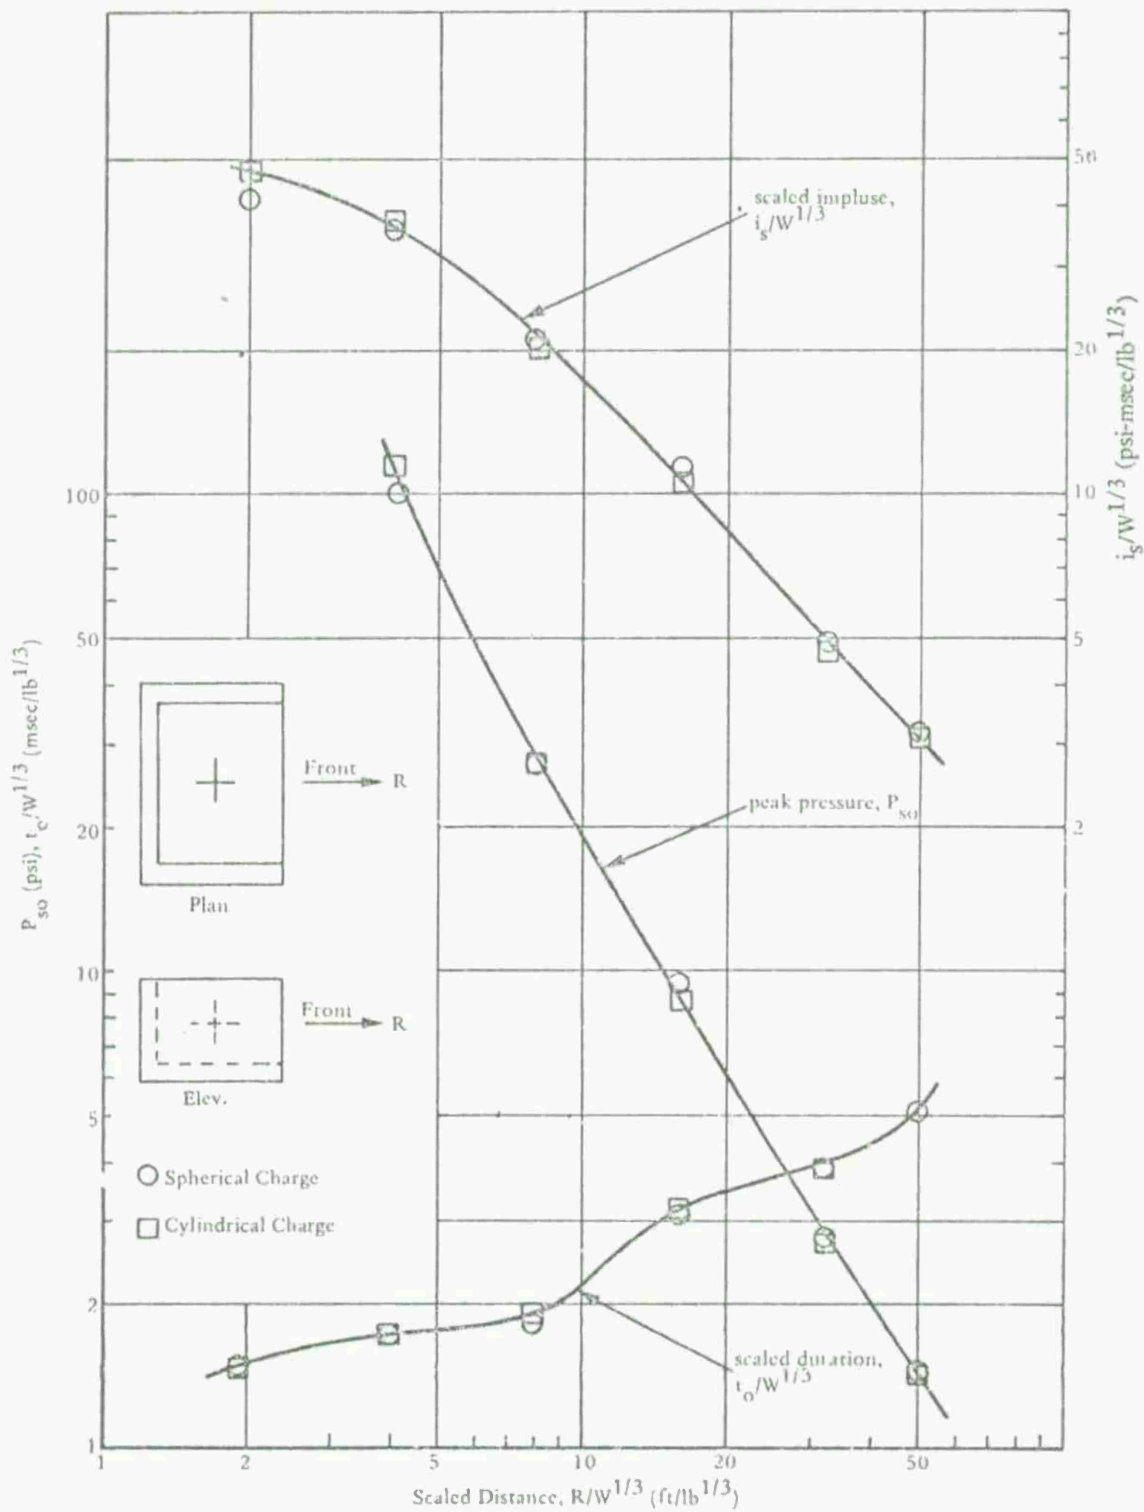 scaled impluse,
i_s/W^1/3
50
20
10
5
2
i_s/W^1/3 (psi-msec/lb^1/3)
100
50
20
10
5
2
1
P_so (psi), t_o/W^1/3 (msec/lb^1/3)
Front
R
Plan
peak pressure, P_so
Front
R
Elev.
Spherical Charge
Cylindrical Charge
scaled duration,
t_o/W^1/3
1
2
5
10
20
50
Scaled Distance, R/W^1/3 (ft/lb^1/3)